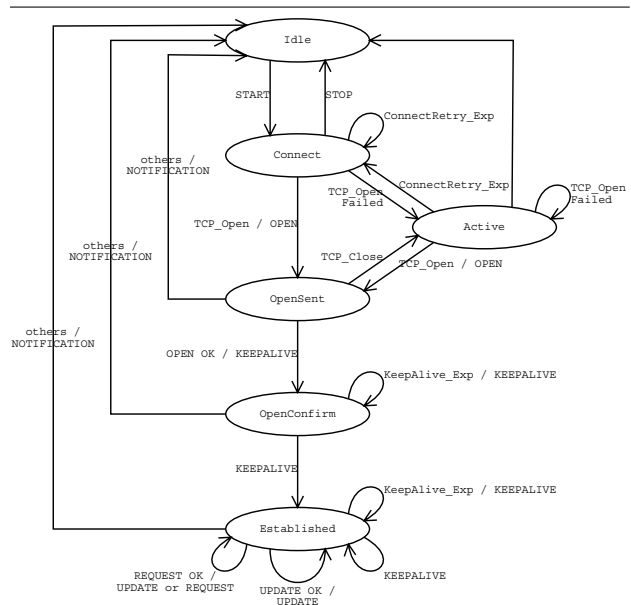 Idle
START
STOP
ConnectRetry_Exp
Connect
others /
NOTIFICATION
TCP_Open
Failed
ConnectRetry_Exp
TCP_Open
Failed
TCP_Open / OPEN
Active
others /
NOTIFICATION
TCP_Close
TCP_Open / OPEN
OpenSent
others /
NOTIFICATION
OPEN OK / KEEPALIVE
KeepAlive_Exp / KEEPALIVE
OpenConfirm
KEEPALIVE
KeepAlive_Exp / KEEPALIVE
Established
REQUEST OK /
UPDATE or REQUEST
UPDATE OK /
UPDATE
KEEPALIVE